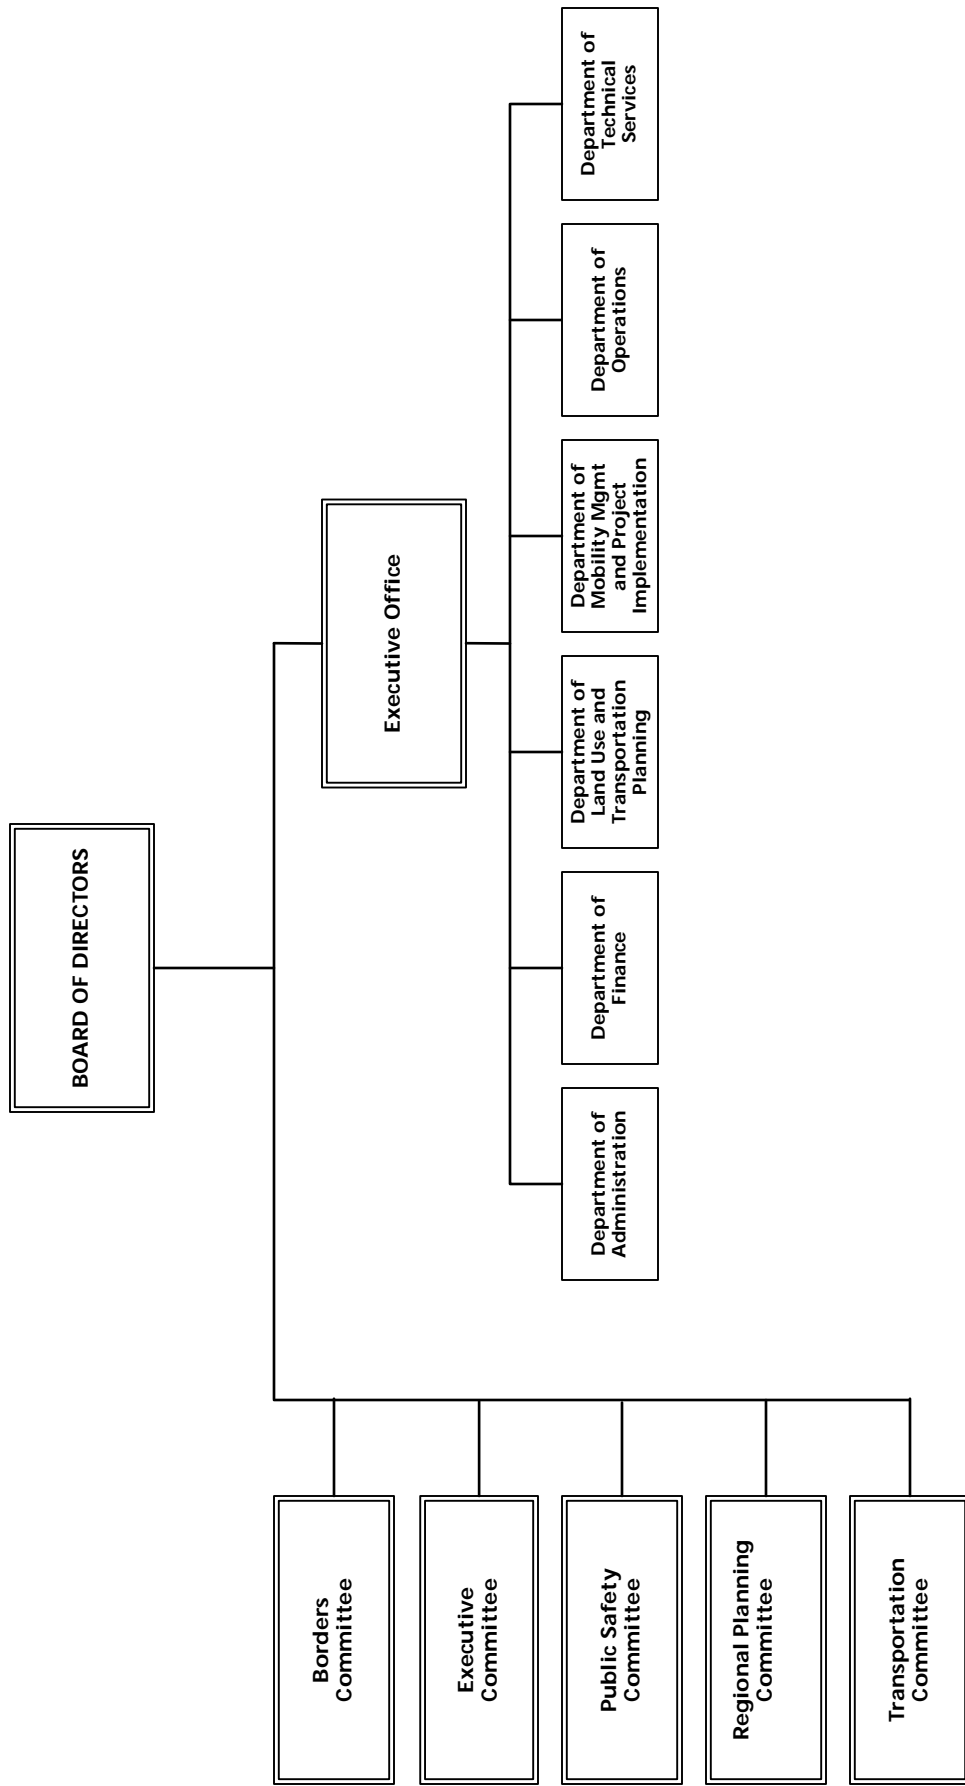 BOARD OF DIRECTORS
Executive Office
Borders
Committee
Executive
Committee
Public Safety
Committee
Regional Planning
Committee
Transportation
Committee
Department of
Administration
Department of
Finance
Department of
Land Use and
Transportation
Planning
Department of
Mobility Mgmt
and Project
Implementation
Department of
Operations
Department of
Technical
Services